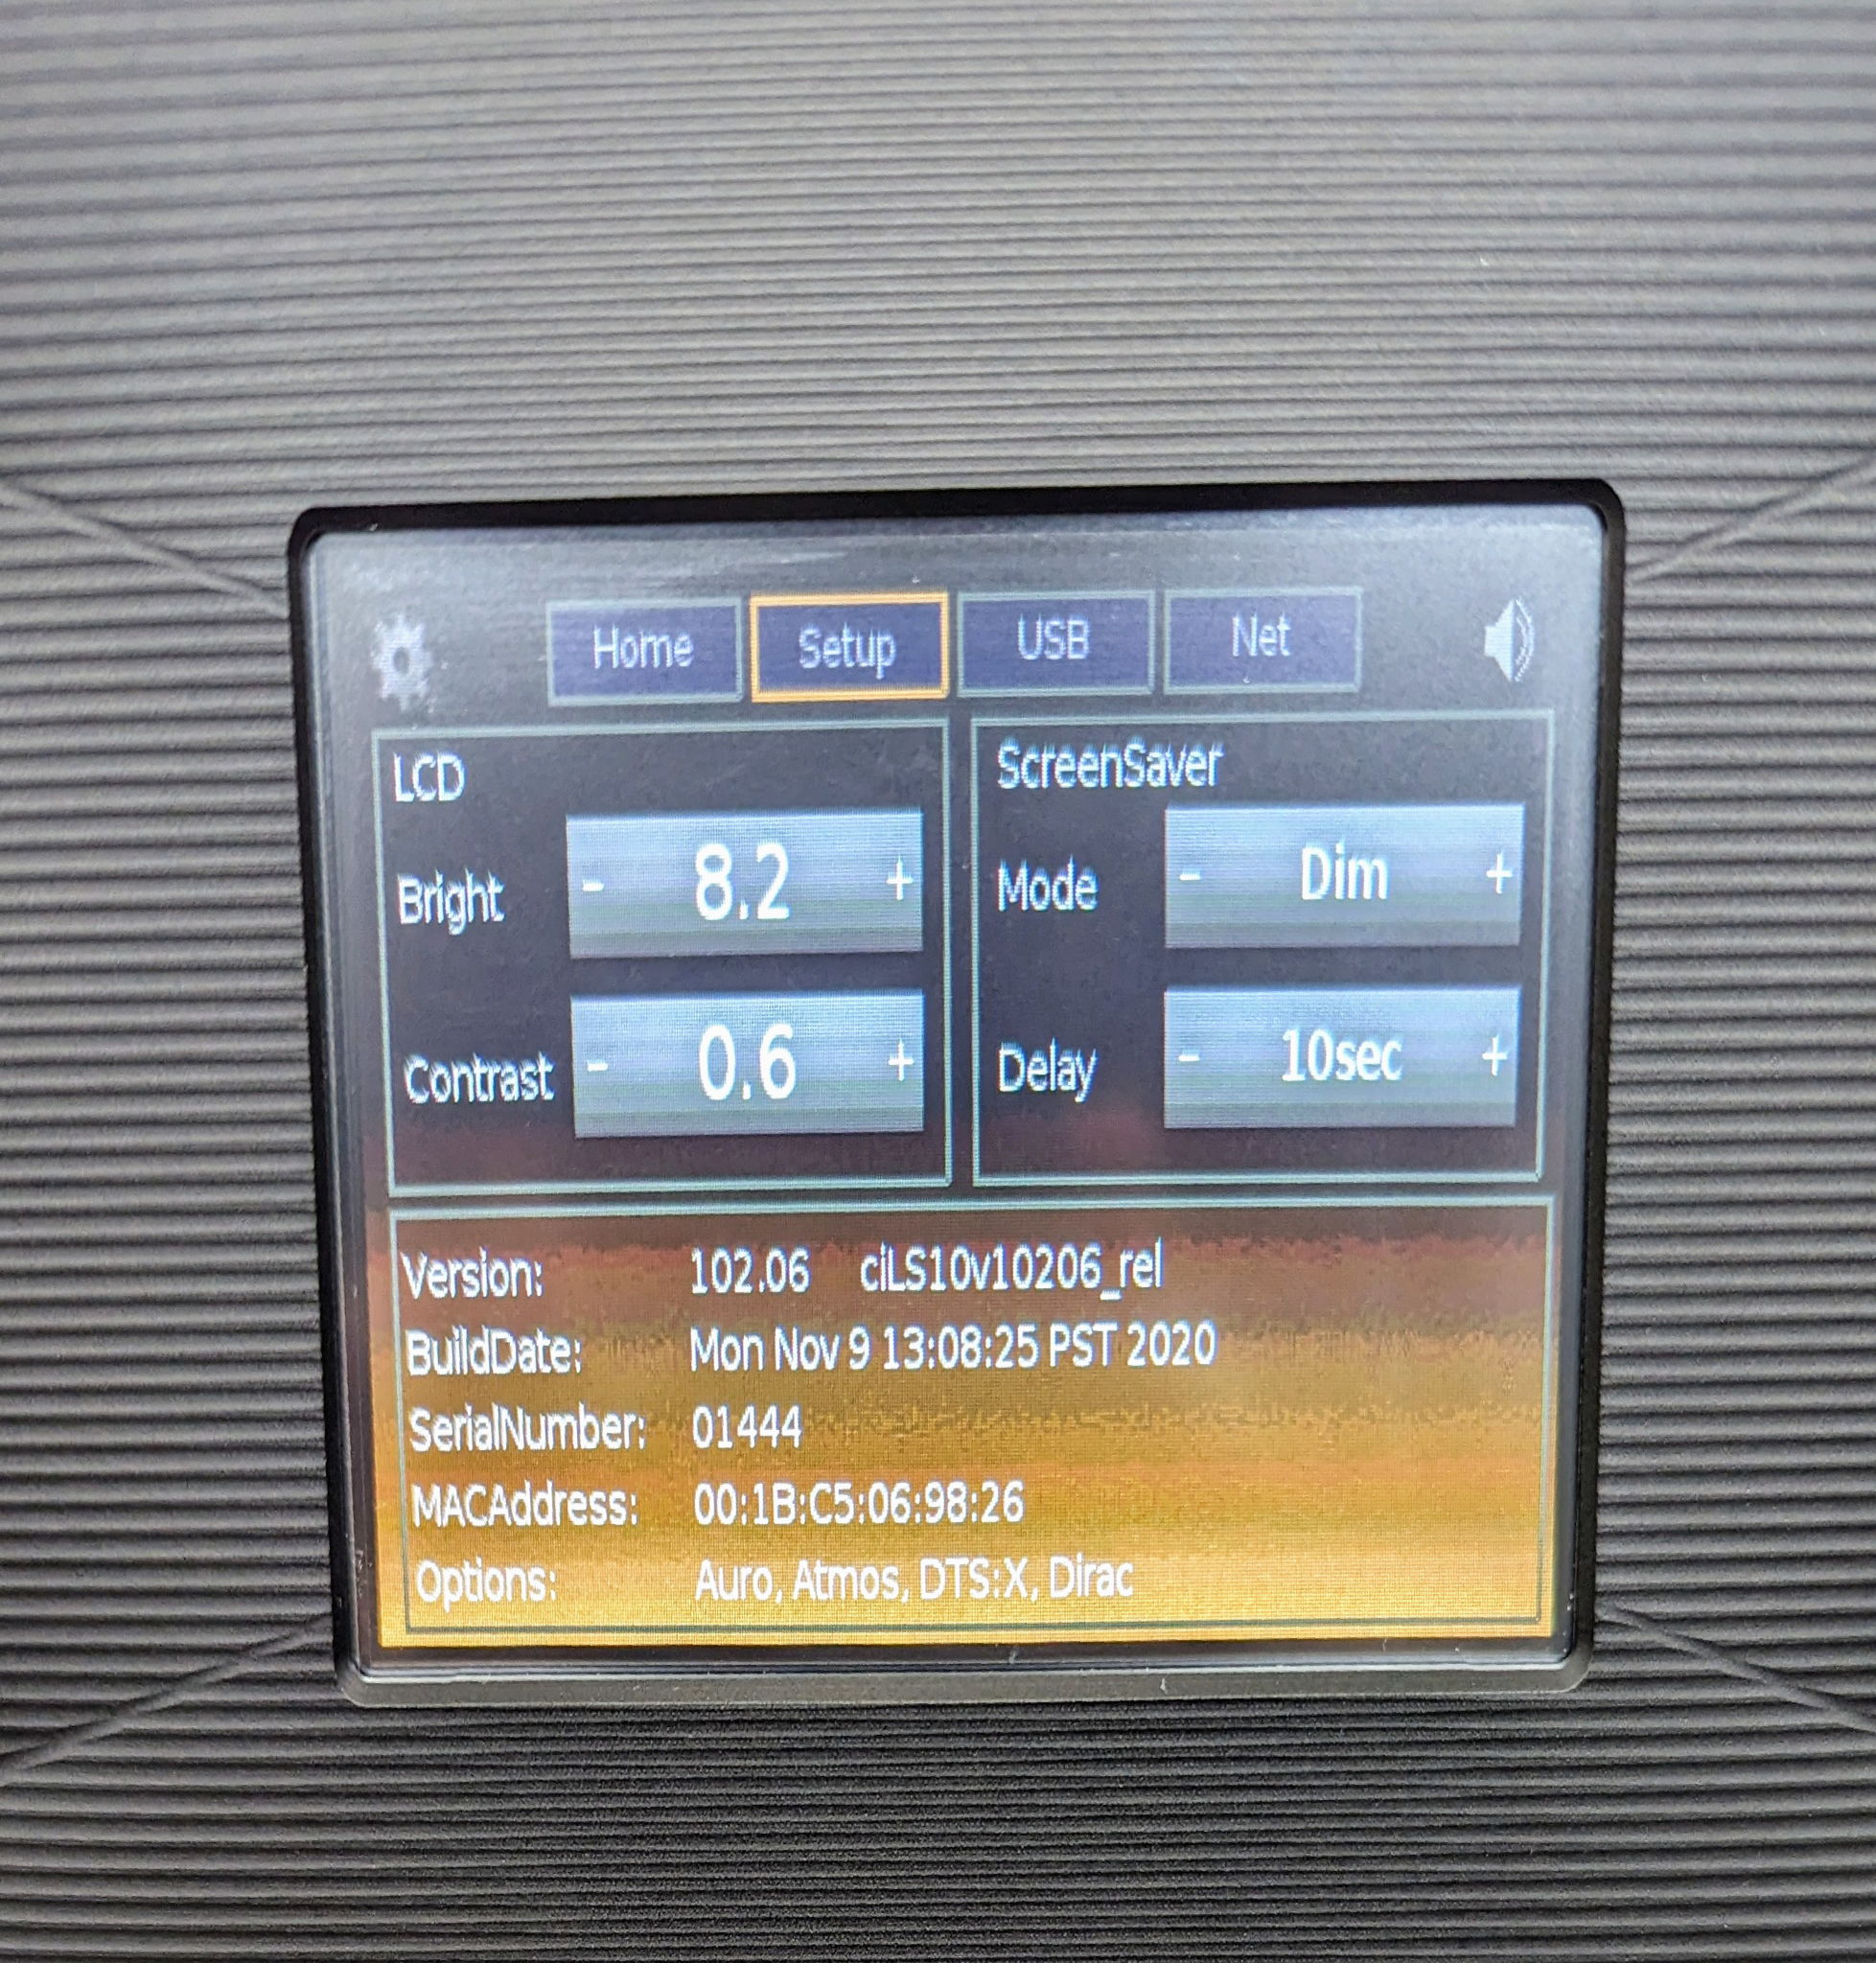 Home Setup USB Net
LCD
Bright - 8.2 +
Contrast - 0.6 +
ScreenSaver
Mode - Dim +
Delay - 10sec +
Version: 102.06 ciLS10v10206_rel
BuildDate: Mon Nov 9 13:08:25 PST 2020
SerialNumber: 01444
MACAddress: 00:1B:C5:06:98:26
Options: Auro, Atmos, DTS:X, Dirac